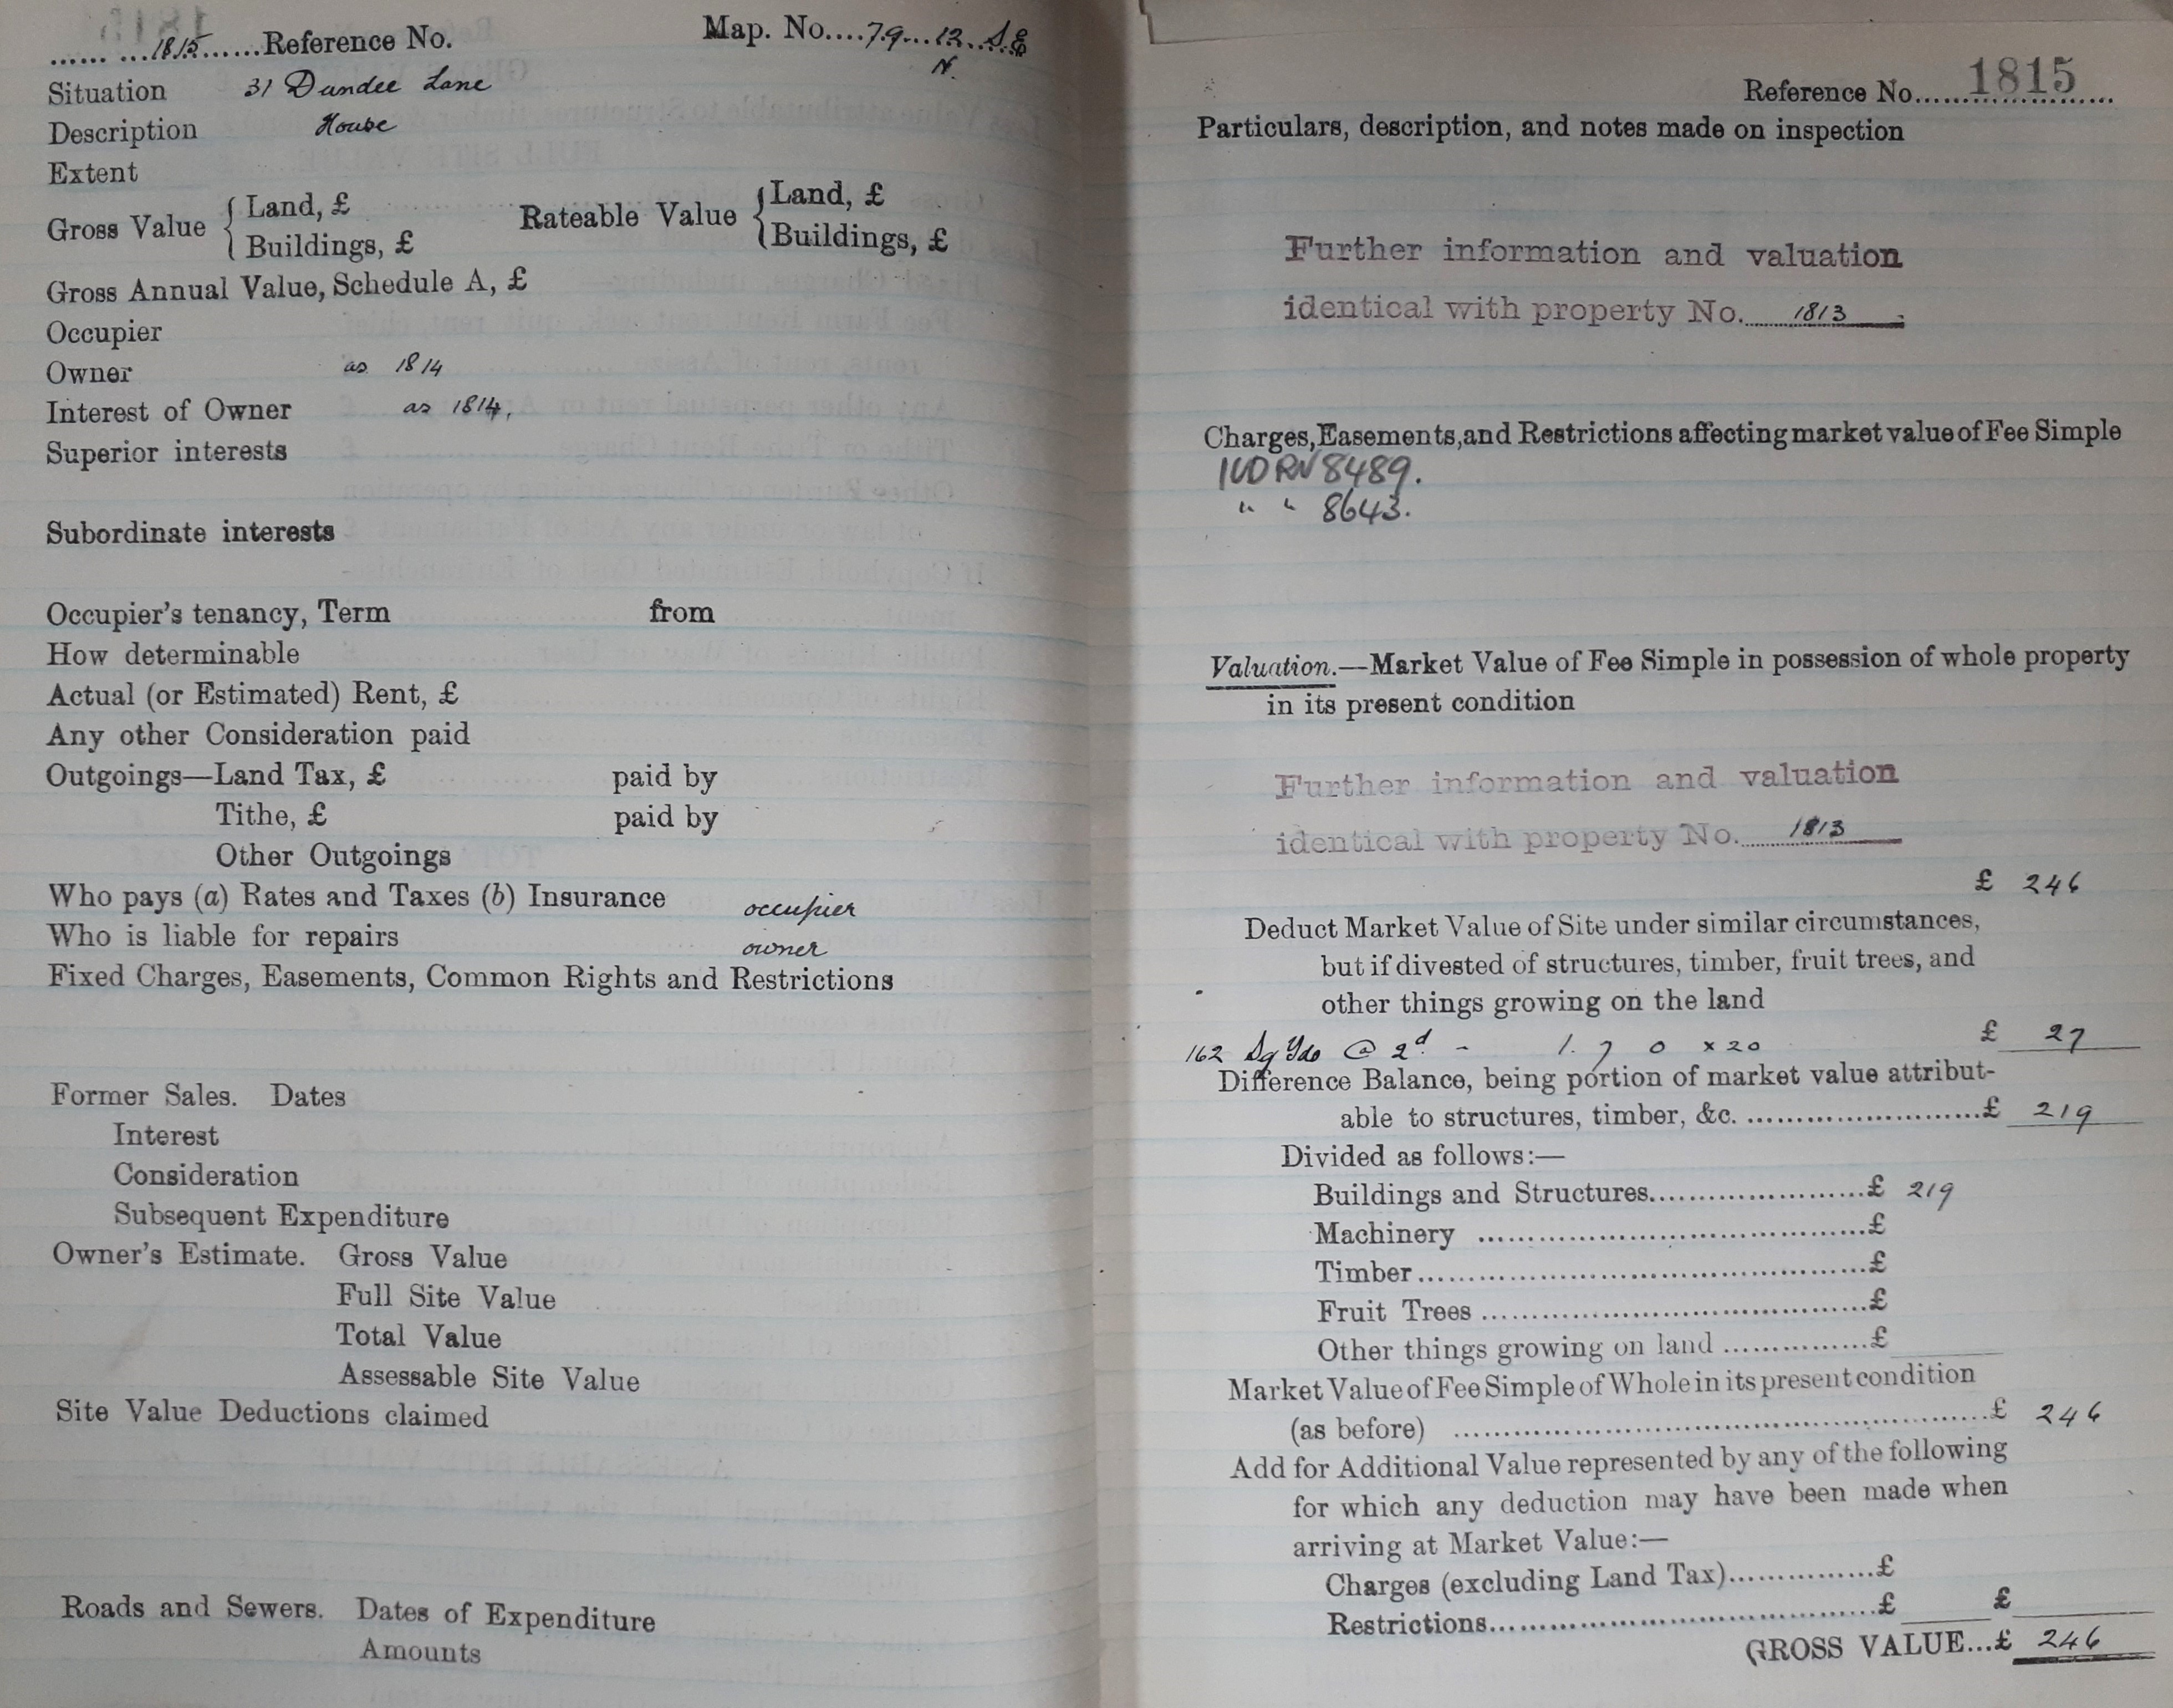 ...... ...1815......Reference No. Map. No....79...12..S.E
N.
Situation 31 Dundee Lane
Description House
Extent
Gross Value { Land, £ Rateable Value { Land, £
Buildings, £ Buildings, £
Gross Annual Value, Schedule A, £
Occupier
Owner as 1814
Interest of Owner as 1814,
Superior interests
Subordinate interests
Occupier's tenancy, Term from
How determinable
Actual (or Estimated) Rent, £
Any other Consideration paid
Outgoings—Land Tax, £ paid by
Tithe, £ paid by
Other Outgoings
Who pays (a) Rates and Taxes (b) Insurance occupier
Who is liable for repairs owner
Fixed Charges, Easements, Common Rights and Restrictions
Former Sales. Dates
Interest
Consideration
Subsequent Expenditure
Owner's Estimate. Gross Value
Full Site Value
Total Value
Assessable Site Value
Site Value Deductions claimed
Roads and Sewers. Dates of Expenditure
Amounts
Reference No......1815......
Particulars, description, and notes made on inspection
Further information and valuation
identical with property No. 1813
Charges, Easements, and Restrictions affecting market value of Fee Simple
RN 8489.
" " 8643.
Valuation.—Market Value of Fee Simple in possession of whole property
in its present condition
Further information and valuation
identical with property No. 1813
£ 246
Deduct Market Value of Site under similar circumstances,
but if divested of structures, timber, fruit trees, and
other things growing on the land
162 Sq Yds @ 2d - 1. 7 0 x 20 £ 27
Difference Balance, being portion of market value attribut-
able to structures, timber, &c. ........................£ 219
Divided as follows:—
Buildings and Structures......................£ 219
Machinery ......................................£
Timber............................................£
Fruit Trees ......................................£
Other things growing on land ...............£
Market Value of Fee Simple of Whole in its present condition
(as before) ......................................................£ 246
Add for Additional Value represented by any of the following
for which any deduction may have been made when
arriving at Market Value:—
Charges (excluding Land Tax)...............£
Restrictions.......................................£ £
GROSS VALUE...£ 246